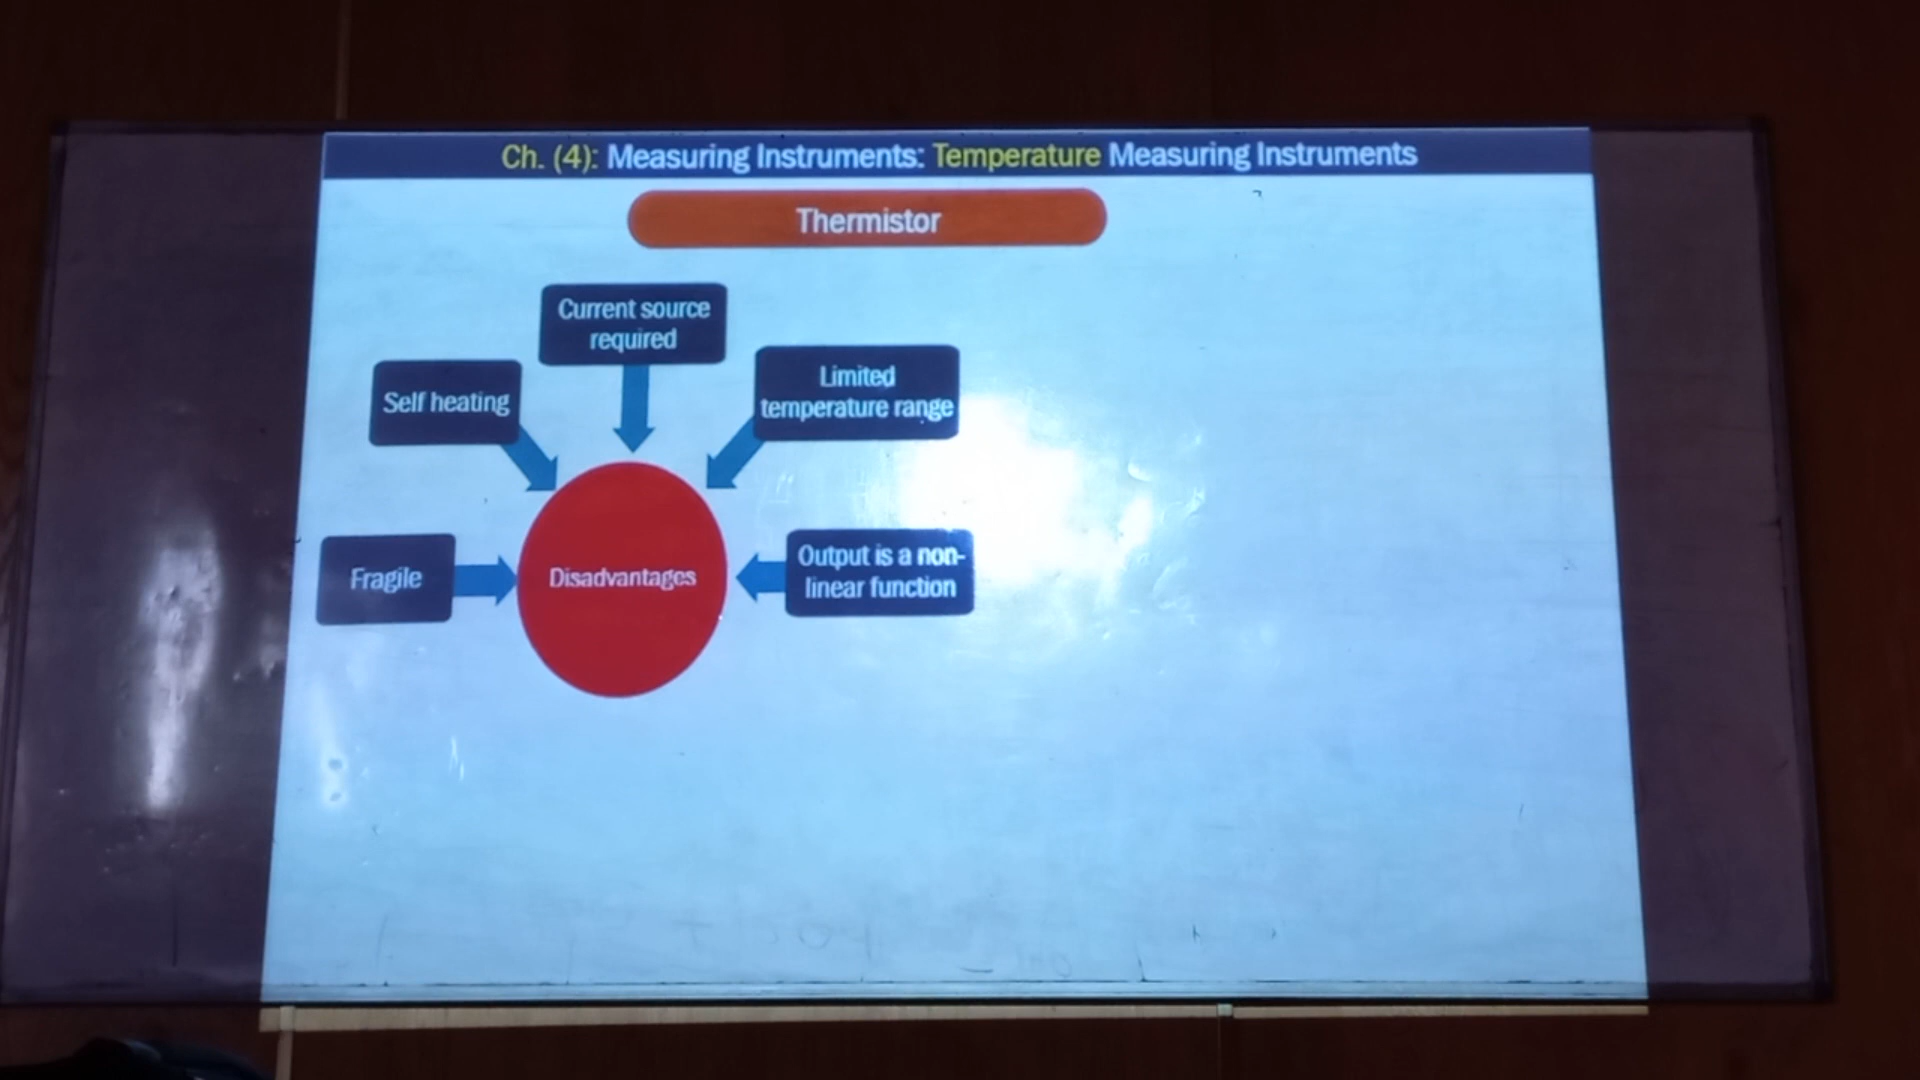 Ch. (4): Measuring Instruments: Temperature Measuring Instruments
Thermistor
Current source
required
Self heating
Limited
temperature range
Fragile
Disadvantages
Output is a non-
linear function